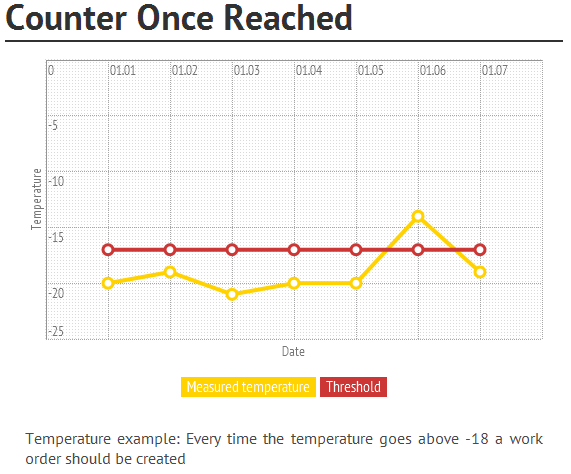 Counter Once Reached
0 01.01 01.02 01.03 01.04 01.05 01.06 01.07
-5
-10
-15
-20
-25
Temperature
Date
Measured temperature Threshold
Temperature example: Every time the temperature goes above -18 a work
order should be created